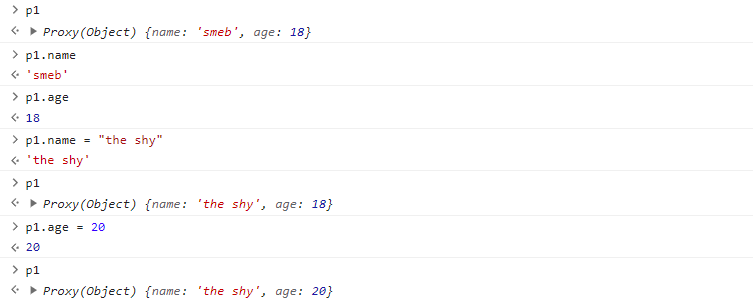 > p1
<· ▶ Proxy(Object) {name: 'smeb', age: 18}
> p1.name
<· 'smeb'
> p1.age
<· 18
> p1.name = "the shy"
<· 'the shy'
> p1
<· ▶ Proxy(Object) {name: 'the shy', age: 18}
> p1.age = 20
<· 20
> p1
<· ▶ Proxy(Object) {name: 'the shy', age: 20}